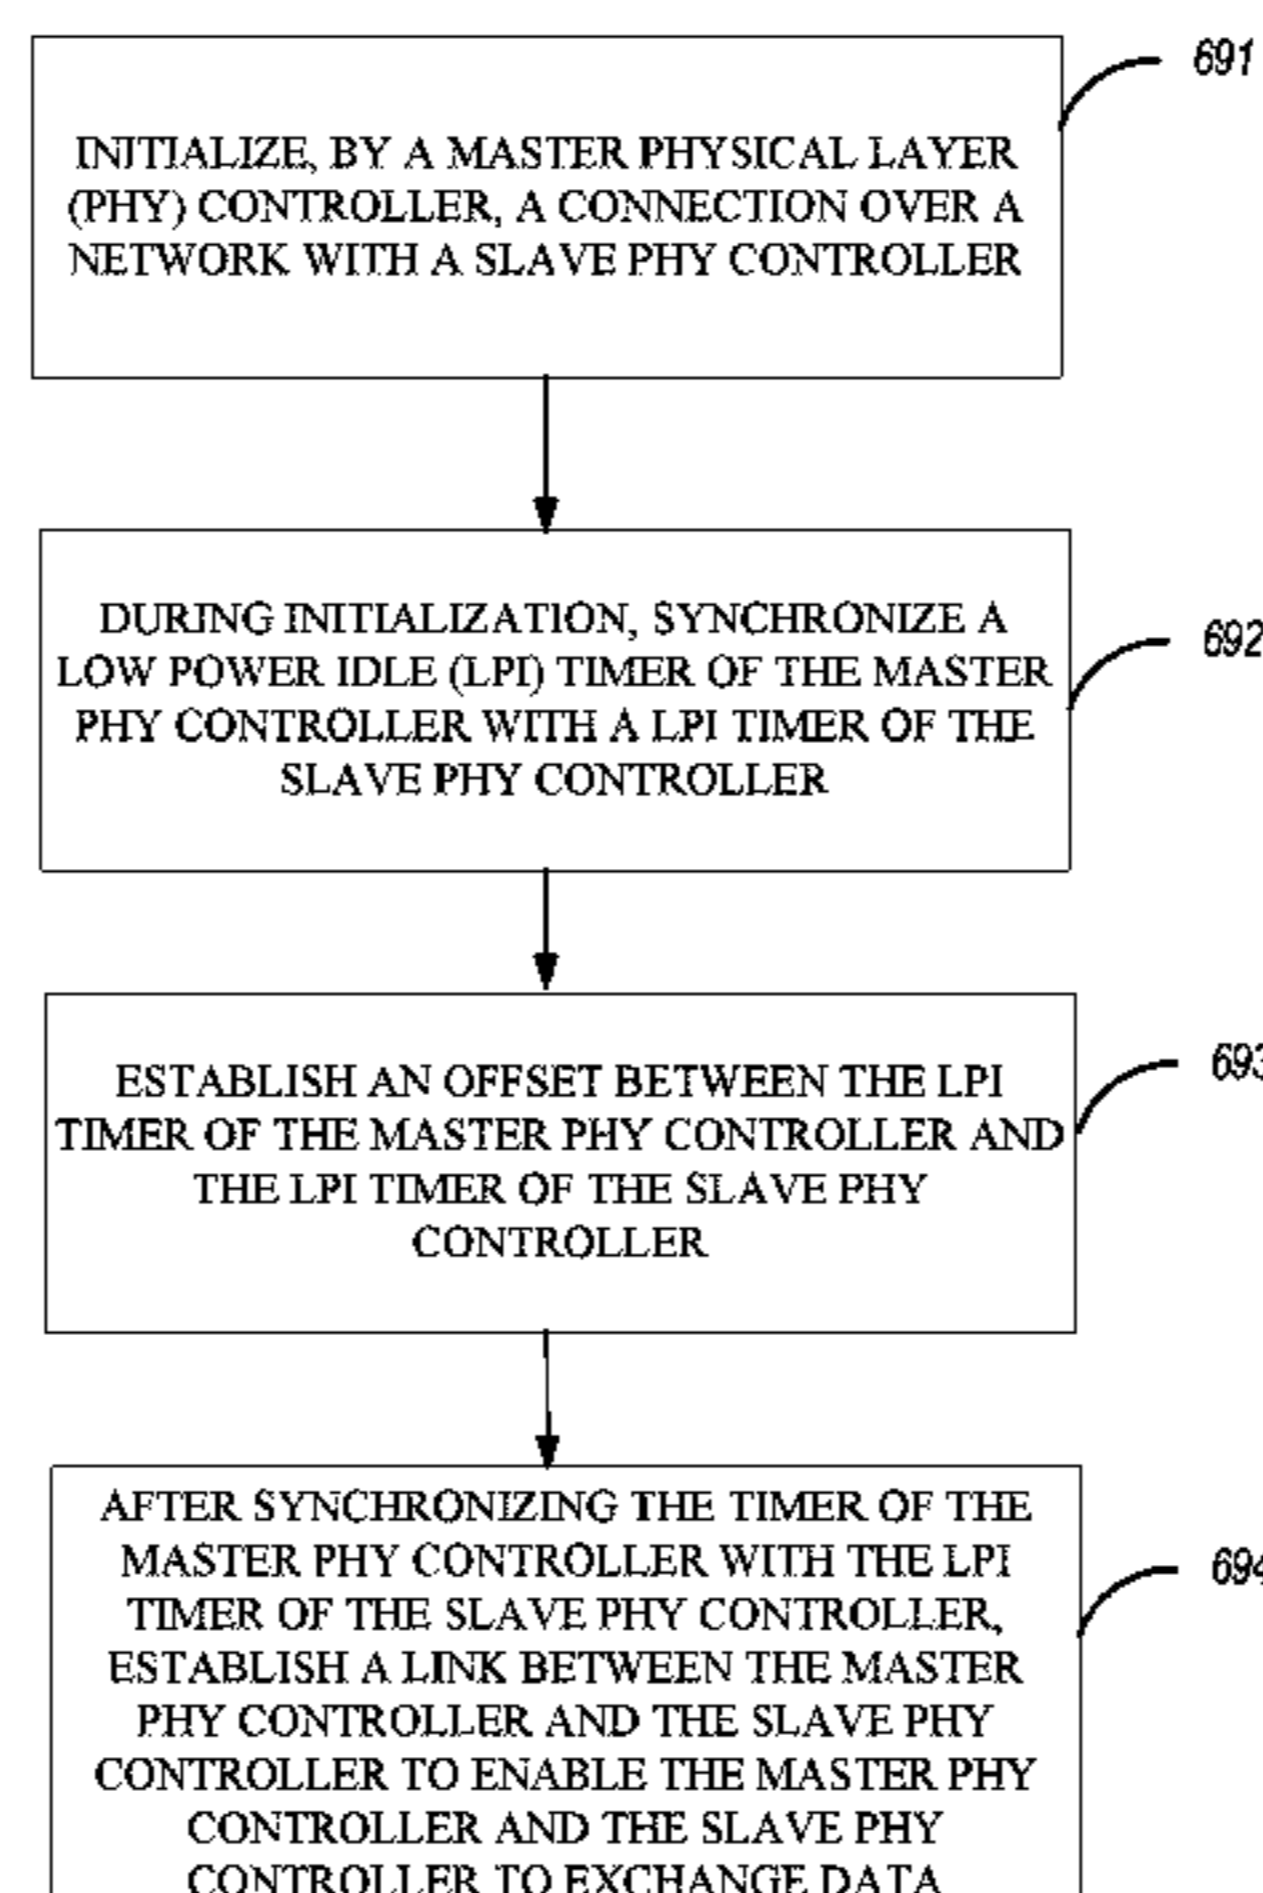 691
INITIALIZE, BY A MASTER PHYSICAL LAYER
(PHY) CONTROLLER, A CONNECTION OVER A
NETWORK WITH A SLAVE PHY CONTROLLER
692
DURING INITIALIZATION, SYNCHRONIZE A
LOW POWER IDLE (LPI) TIMER OF THE MASTER
PHY CONTROLLER WITH A LPI TIMER OF THE
SLAVE PHY CONTROLLER
693
ESTABLISH AN OFFSET BETWEEN THE LPI
TIMER OF THE MASTER PHY CONTROLLER AND
THE LPI TIMER OF THE SLAVE PHY
CONTROLLER
694
AFTER SYNCHRONIZING THE TIMER OF THE
MASTER PHY CONTROLLER WITH THE LPI
TIMER OF THE SLAVE PHY CONTROLLER,
ESTABLISH A LINK BETWEEN THE MASTER
PHY CONTROLLER AND THE SLAVE PHY
CONTROLLER TO ENABLE THE MASTER PHY
CONTROLLER AND THE SLAVE PHY
CONTROLLER TO EXCHANGE DATA